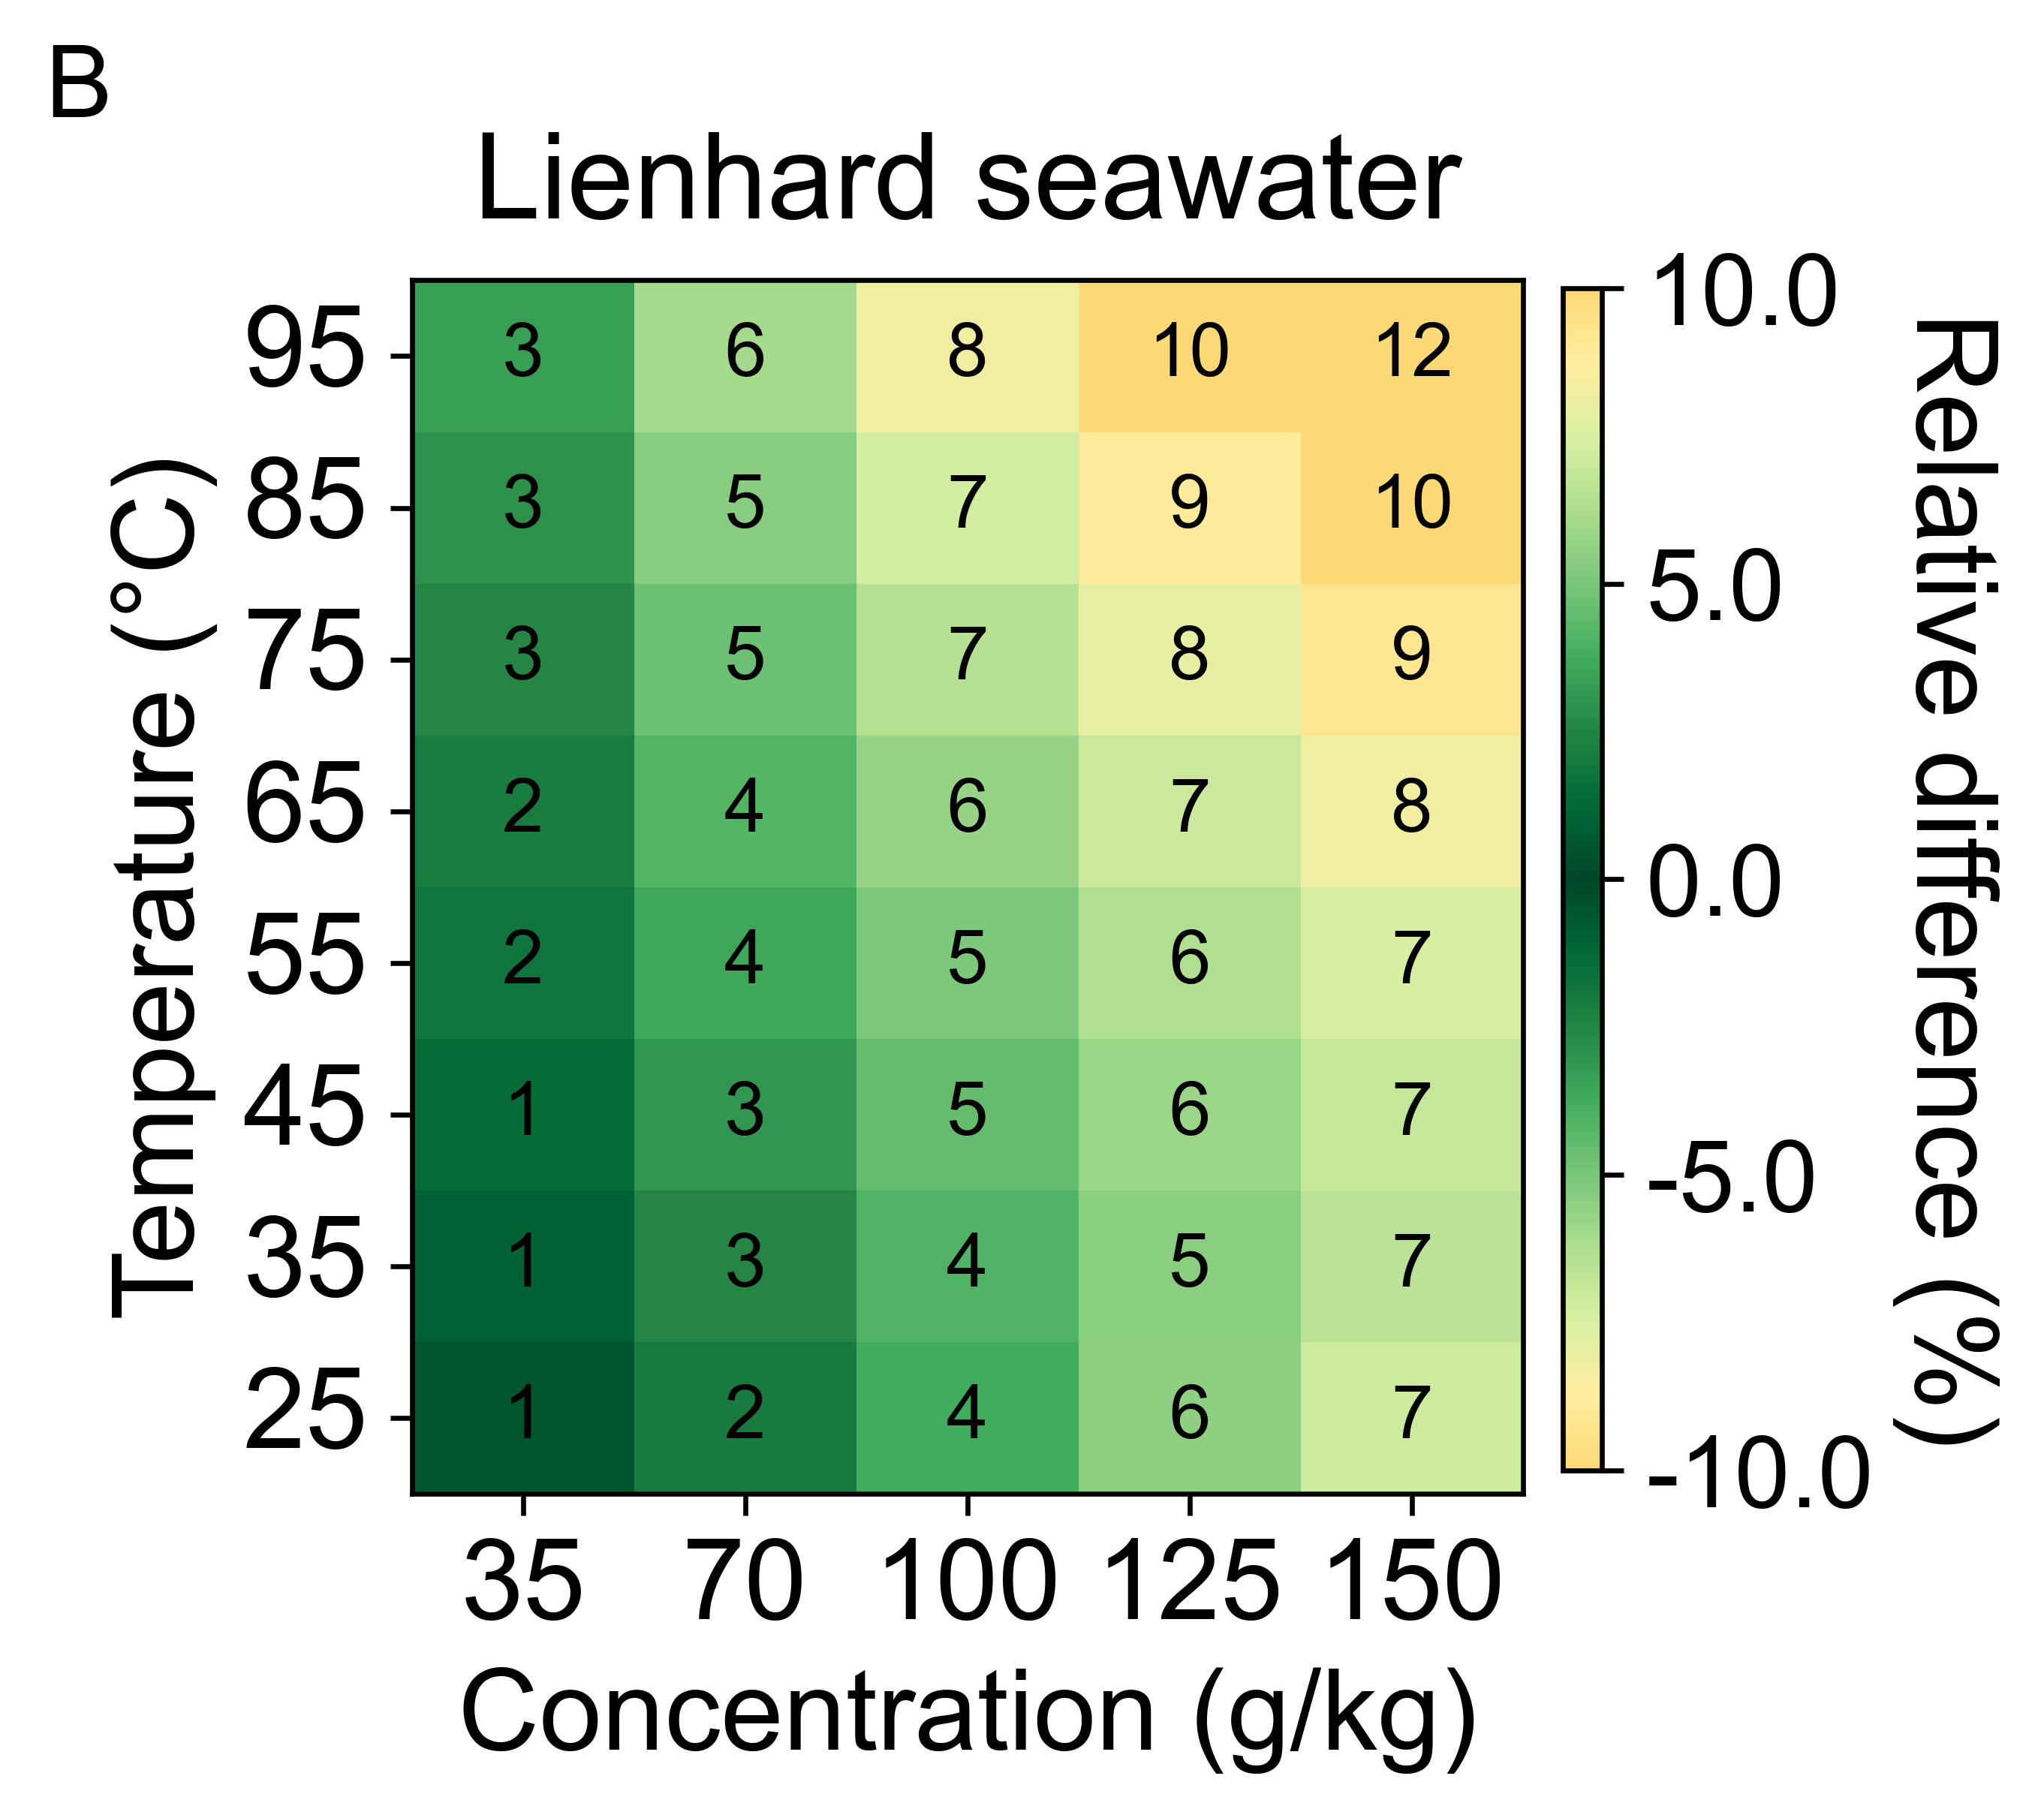 B
Lienhard seawater
95 3 6 8 10 12
85 3 5 7 9 10
75 3 5 7 8 9
65 2 4 6 7 8
55 2 4 5 6 7
45 1 3 5 6 7
35 1 3 4 5 7
25 1 2 4 6 7
35 70 100 125 150
Concentration (g/kg)
Temperature (°C)
10.0
5.0
0.0
-5.0
-10.0
Relative difference (%)